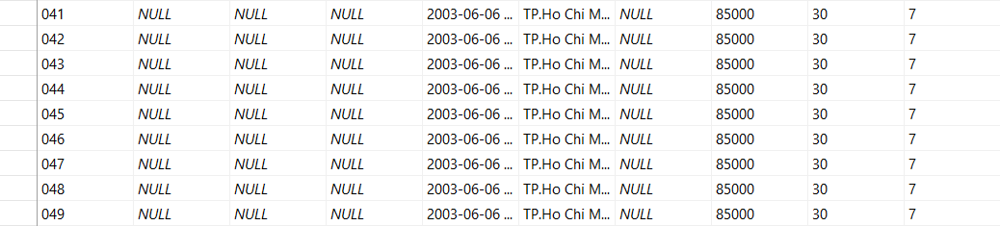 041 NULL NULL NULL 2003-06-06 ... TP.Ho Chi M... NULL 85000 30 7
042 NULL NULL NULL 2003-06-06 ... TP.Ho Chi M... NULL 85000 30 7
043 NULL NULL NULL 2003-06-06 ... TP.Ho Chi M... NULL 85000 30 7
044 NULL NULL NULL 2003-06-06 ... TP.Ho Chi M... NULL 85000 30 7
045 NULL NULL NULL 2003-06-06 ... TP.Ho Chi M... NULL 85000 30 7
046 NULL NULL NULL 2003-06-06 ... TP.Ho Chi M... NULL 85000 30 7
047 NULL NULL NULL 2003-06-06 ... TP.Ho Chi M... NULL 85000 30 7
048 NULL NULL NULL 2003-06-06 ... TP.Ho Chi M... NULL 85000 30 7
049 NULL NULL NULL 2003-06-06 ... TP.Ho Chi M... NULL 85000 30 7